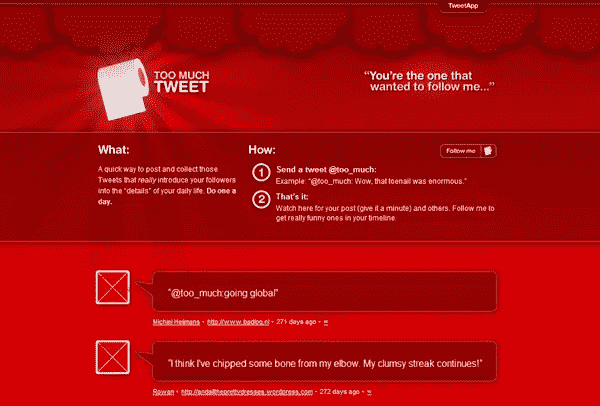 TweetApp
TOO MUCH
TWEET
“You're the one that
wanted to follow me...”
What:
A quick way to post and collect those
Tweets that really introduce your followers
into the "details" of your daily life. Do one a
day.
How:
Follow me
1 Send a tweet @too_much:
Example: "@too_much: Wow, that toenail was enormous."
2 That's it:
Watch here for your post (give it a minute) and others. Follow me to
get really funny ones in your timeline.
"@too_much:going global"
Michiel Heijmans - http://www.badlog.nl - 271 days ago -
"I think I've chipped some bone from my elbow. My clumsy streak continues!"
Rowan - http://andalltheprettydresses.wordpress.com - 272 days ago -